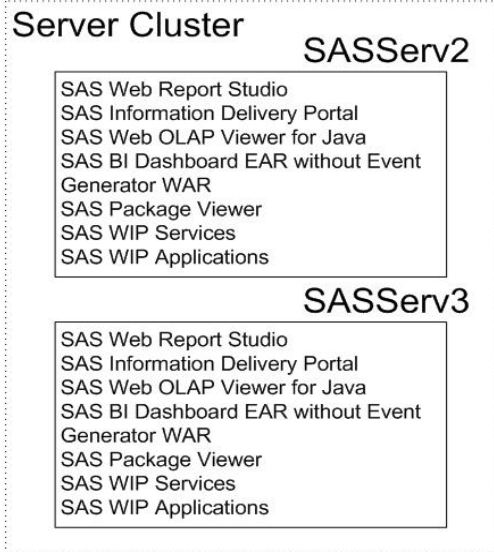 Server Cluster
SASServ2
SAS Web Report Studio
SAS Information Delivery Portal
SAS Web OLAP Viewer for Java
SAS BI Dashboard EAR without Event
Generator WAR
SAS Package Viewer
SAS WIP Services
SAS WIP Applications
SASServ3
SAS Web Report Studio
SAS Information Delivery Portal
SAS Web OLAP Viewer for Java
SAS BI Dashboard EAR without Event
Generator WAR
SAS Package Viewer
SAS WIP Services
SAS WIP Applications